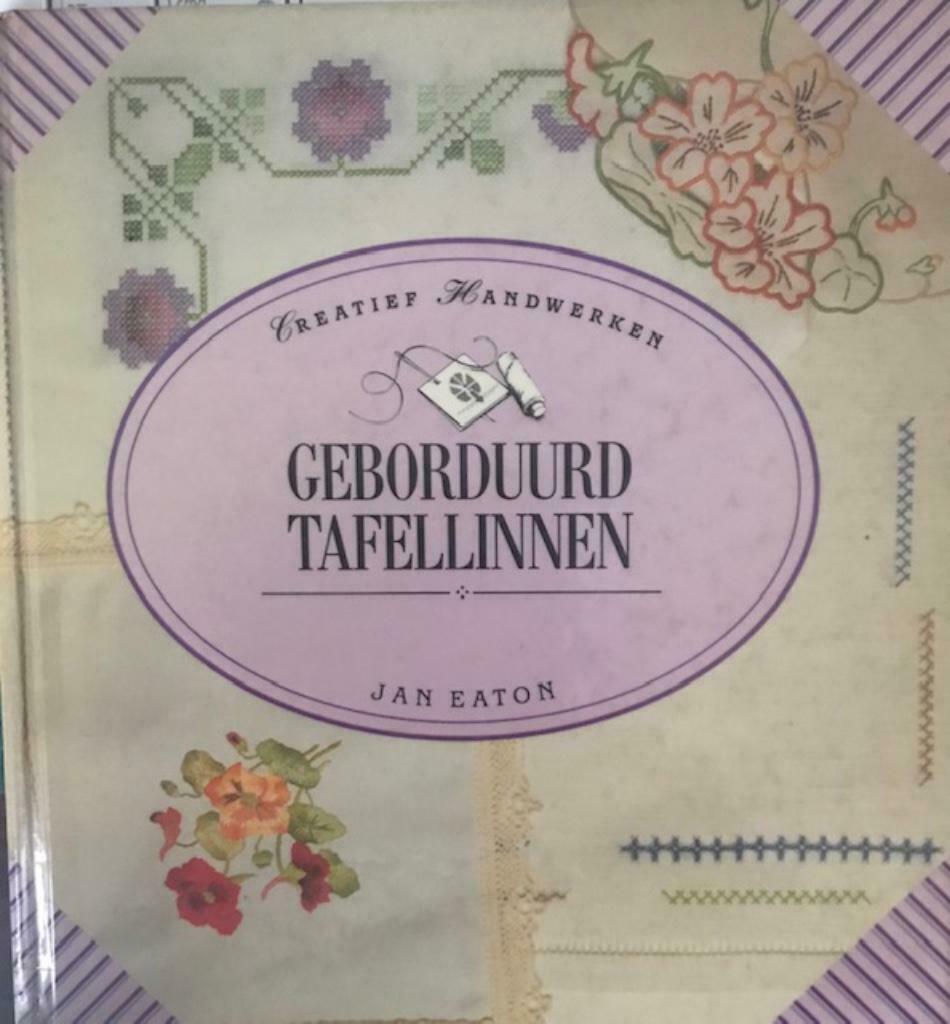 Creatief Handwerken
GEBORDUURD
TAFELLINNEN
JAN EATON